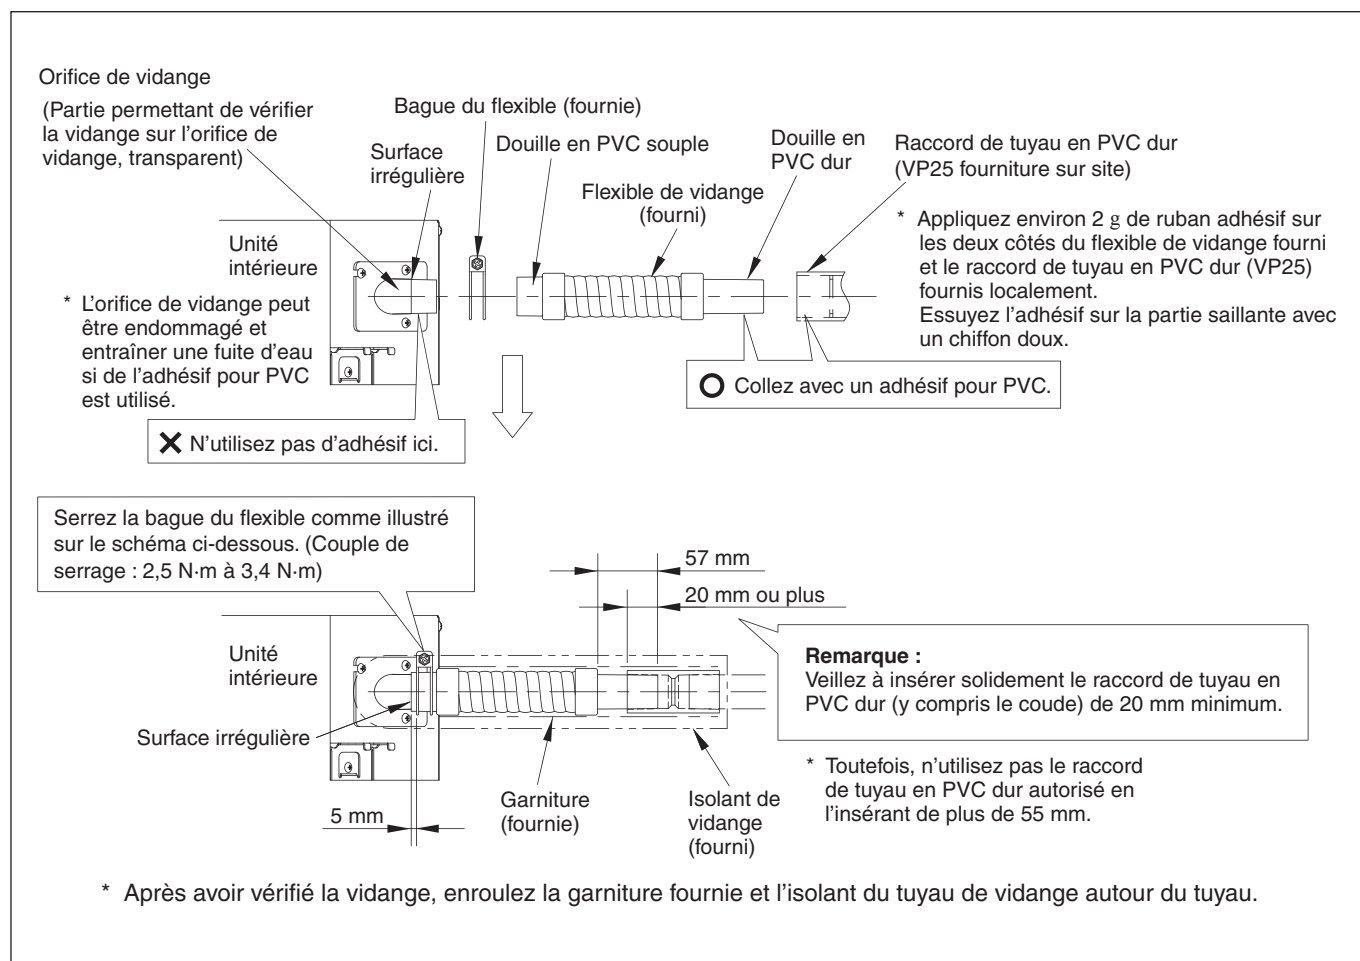 Orifice de vidange
(Partie permettant de vérifier
la vidange sur l’orifice de
vidange, transparent)
Bague du flexible (fournie)
Surface
irrégulière
Douille en PVC souple
Flexible de vidange
(fourni)
Douille en
PVC dur
Raccord de tuyau en PVC dur
(VP25 fourniture sur site)
* Appliquez environ 2 g de ruban adhésif sur
les deux côtés du flexible de vidange fourni
et le raccord de tuyau en PVC dur (VP25)
fournis localement.
Essuyez l’adhésif sur la partie saillante avec
un chiffon doux.
Unité
intérieure
* L’orifice de vidange peut
être endommagé et
entraîner une fuite d’eau
si de l’adhésif pour PVC
est utilisé.
Collez avec un adhésif pour PVC.
N’utilisez pas d’adhésif ici.
Serrez la bague du flexible comme illustré
sur le schéma ci-dessous. (Couple de
serrage : 2,5 N·m à 3,4 N·m)
57 mm
20 mm ou plus
Unité
intérieure
Surface irrégulière
Remarque :
Veillez à insérer solidement le raccord de tuyau en
PVC dur (y compris le coude) de 20 mm minimum.
* Toutefois, n’utilisez pas le raccord
de tuyau en PVC dur autorisé en
l’insérant de plus de 55 mm.
5 mm
Garniture
(fournie)
Isolant de
vidange
(fourni)
* Après avoir vérifié la vidange, enroulez la garniture fournie et l’isolant du tuyau de vidange autour du tuyau.